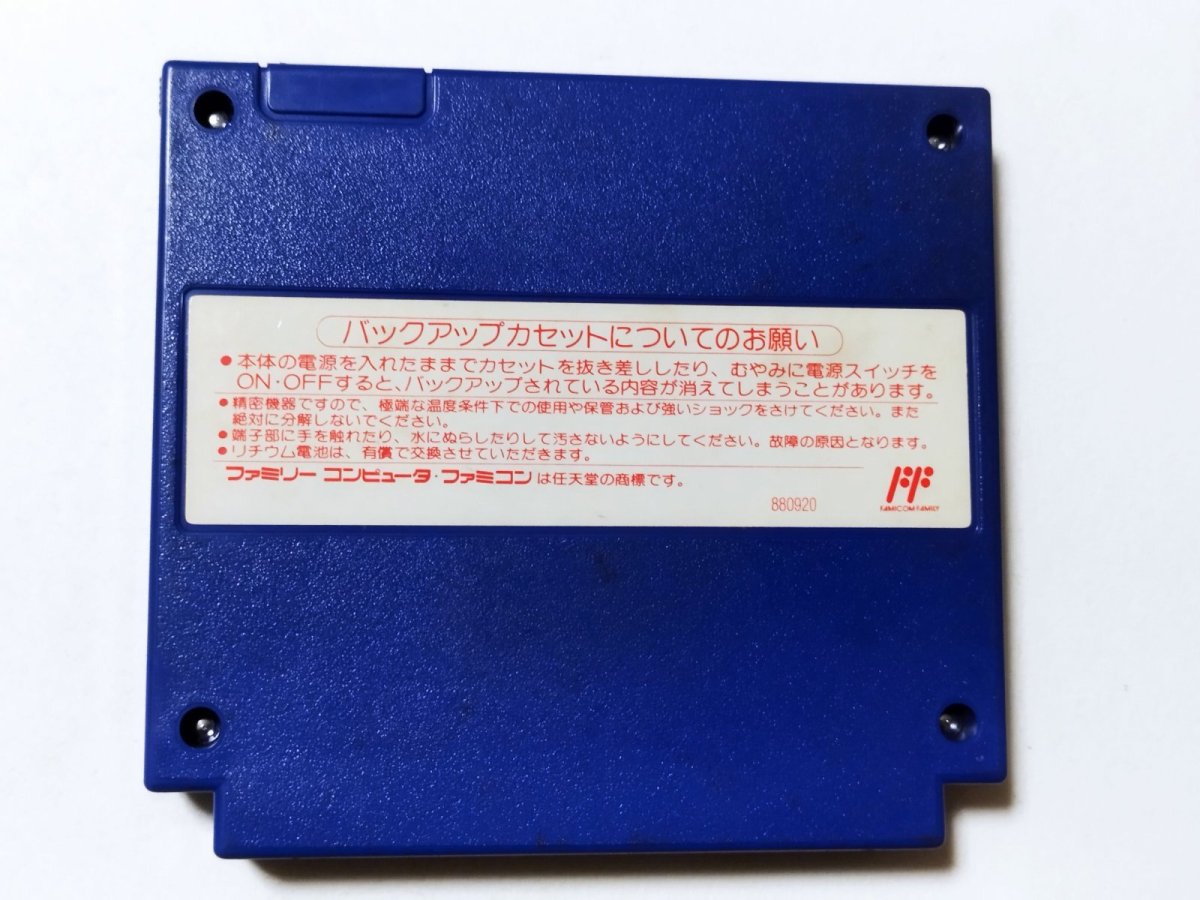 バックアップカセットについてのお願い
●本体の電源を入れたままでカセットを抜き差ししたり、むやみに電源スイッチを
ON・OFFすると、バックアップされている内容が消えてしまうことがあります。
●精密機器ですので、極端な温度条件下での使用や保管および強いショックをさけてください。また
絶対に分解しないでください。
●端子部に手を触れたり、水にぬらしたりして汚さないようにしてください。故障の原因となります。
●リチウム電池は、有償で交換させていただきます。
ファミリーコンピュータ・ファミコンは任天堂の商標です。
880920
FF
FAMICOM FAMILY